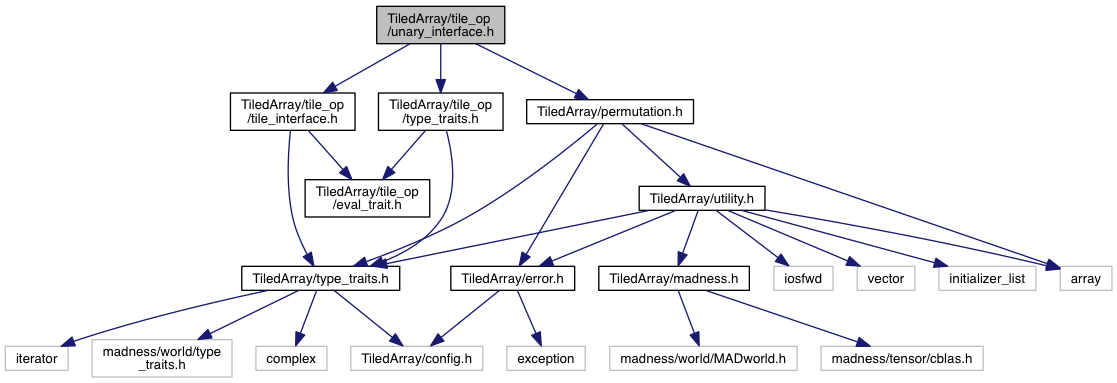 TiledArray/tile_op
/unary_interface.h
TiledArray/tile_op
/tile_interface.h
TiledArray/tile_op
/type_traits.h
TiledArray/permutation.h
TiledArray/tile_op
/eval_trait.h
TiledArray/utility.h
TiledArray/type_traits.h
TiledArray/error.h
TiledArray/madness.h
iosfwd
vector
initializer_list
array
iterator
madness/world/type
_traits.h
complex
TiledArray/config.h
exception
madness/world/MADworld.h
madness/tensor/cblas.h